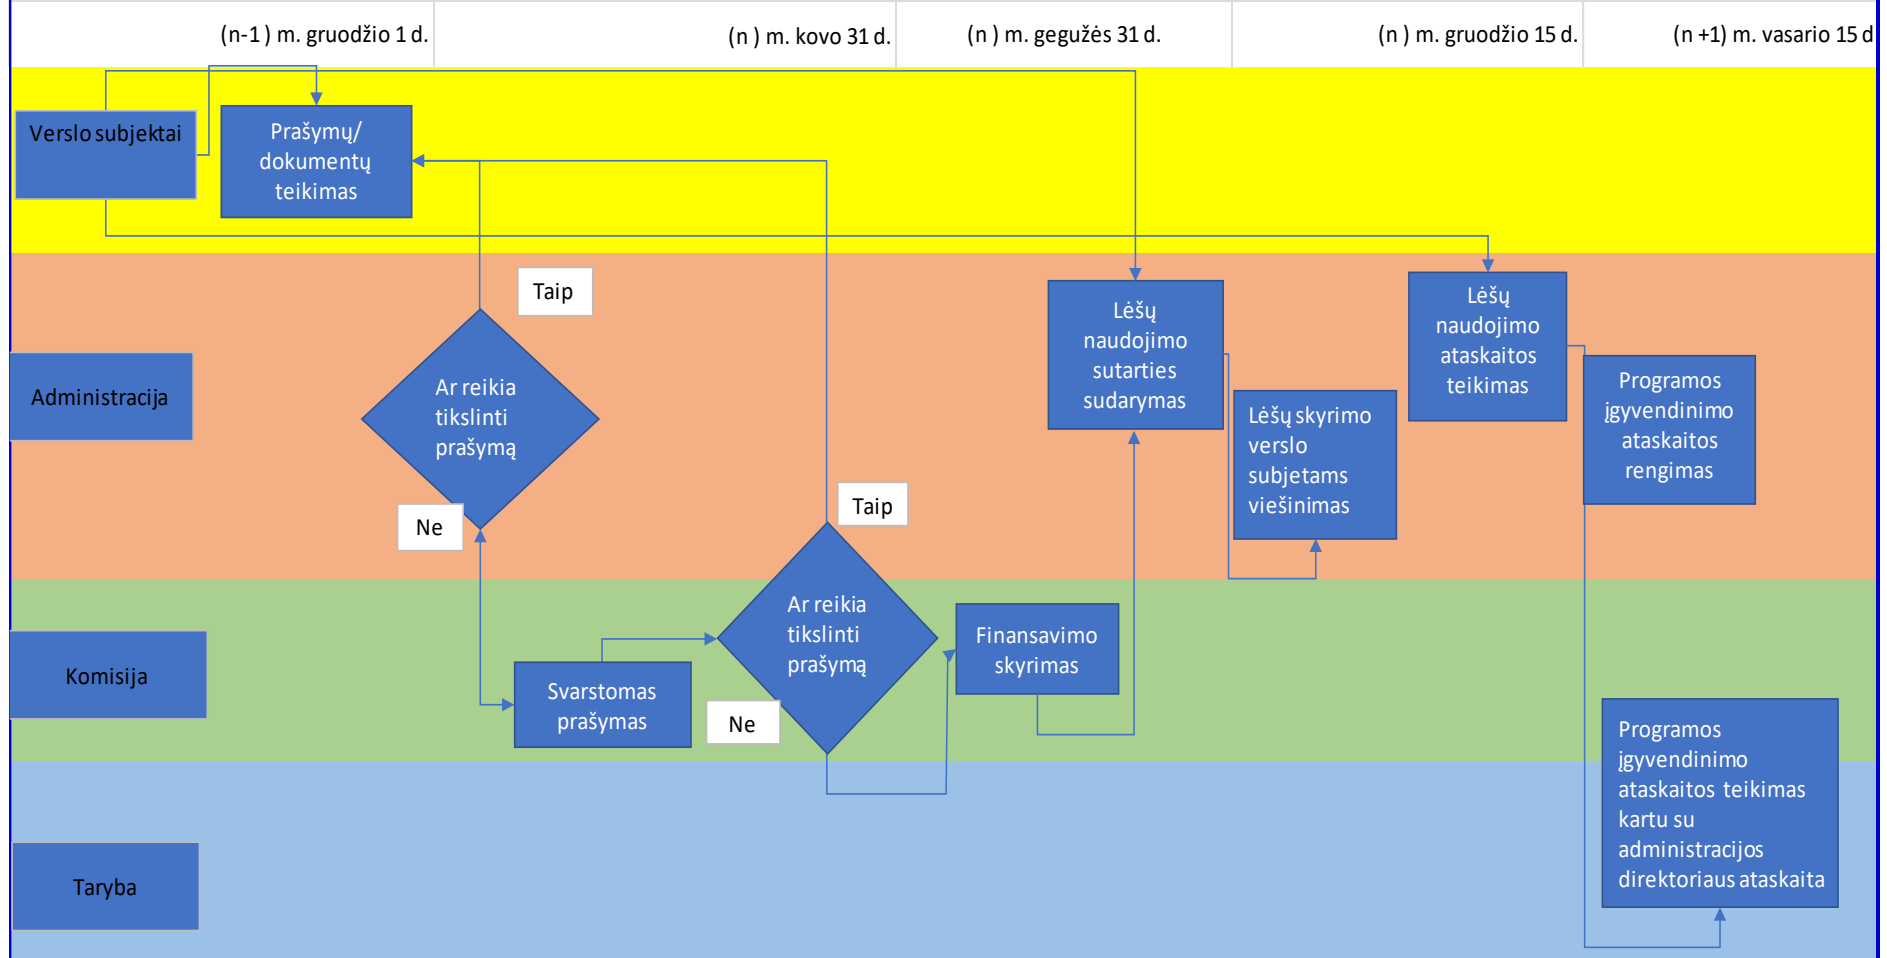 (n-1 ) m. gruodžio 1 d.
(n ) m. kovo 31 d.
(n ) m. gegužės 31 d.
(n ) m. gruodžio 15 d.
(n +1) m. vasario 15 d
Verslo subjektai
Prašymų/
dokumentų
teikimas
Taip
Administracija
Ar reikia
tikslinti
prašymą
Ne
Lėšų
naudojimo
sutarties
sudarymas
Lėšų skyrimo
verslo
subjetams
viešinimas
Lėšų
naudojimo
ataskaitos
teikimas
Programos
įgyvendinimo
ataskaitos
rengimas
Taip
Komisija
Svarstomas
prašymas
Ar reikia
tikslinti
prašymą
Ne
Finansavimo
skyrimas
Programos
įgyvendinimo
ataskaitos teikimas
kartu su
administracijos
direktoriaus ataskaita
Taryba